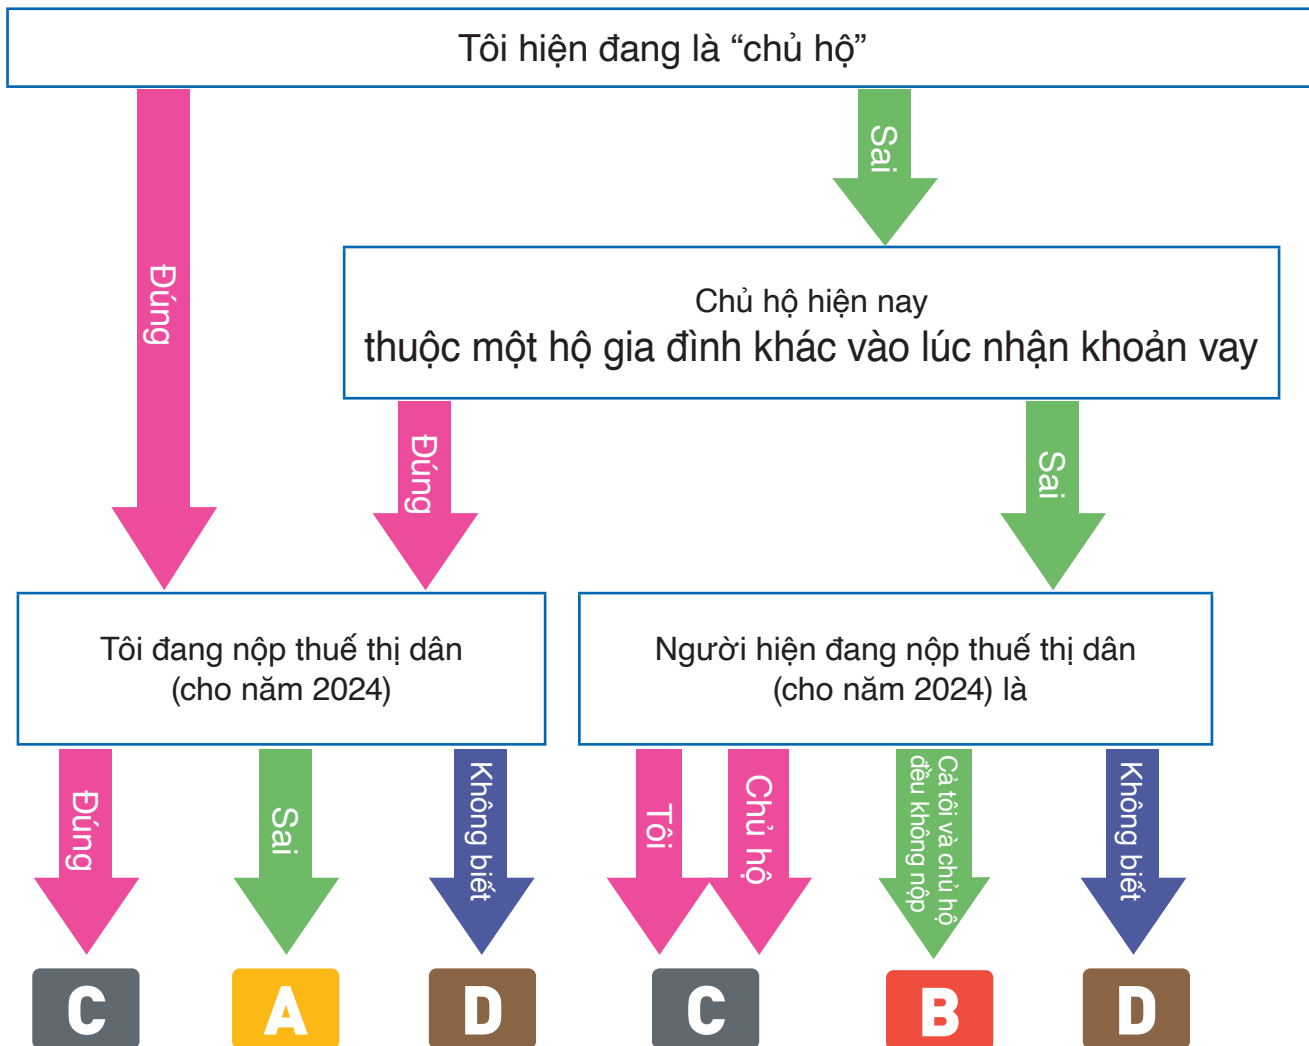 Tôi hiện đang là “chủ hộ”
Đúng
Sai
Chủ hộ hiện nay
thuộc một hộ gia đình khác vào lúc nhận khoản vay
Đúng
Sai
Tôi đang nộp thuế thị dân
(cho năm 2024)
Người hiện đang nộp thuế thị dân
(cho năm 2024) là
Đúng
Sai
Không biết
Tôi
Chủ hộ
Cả tôi và chủ hộ
đều không nộp
Không biết
C
A
D
C
B
D